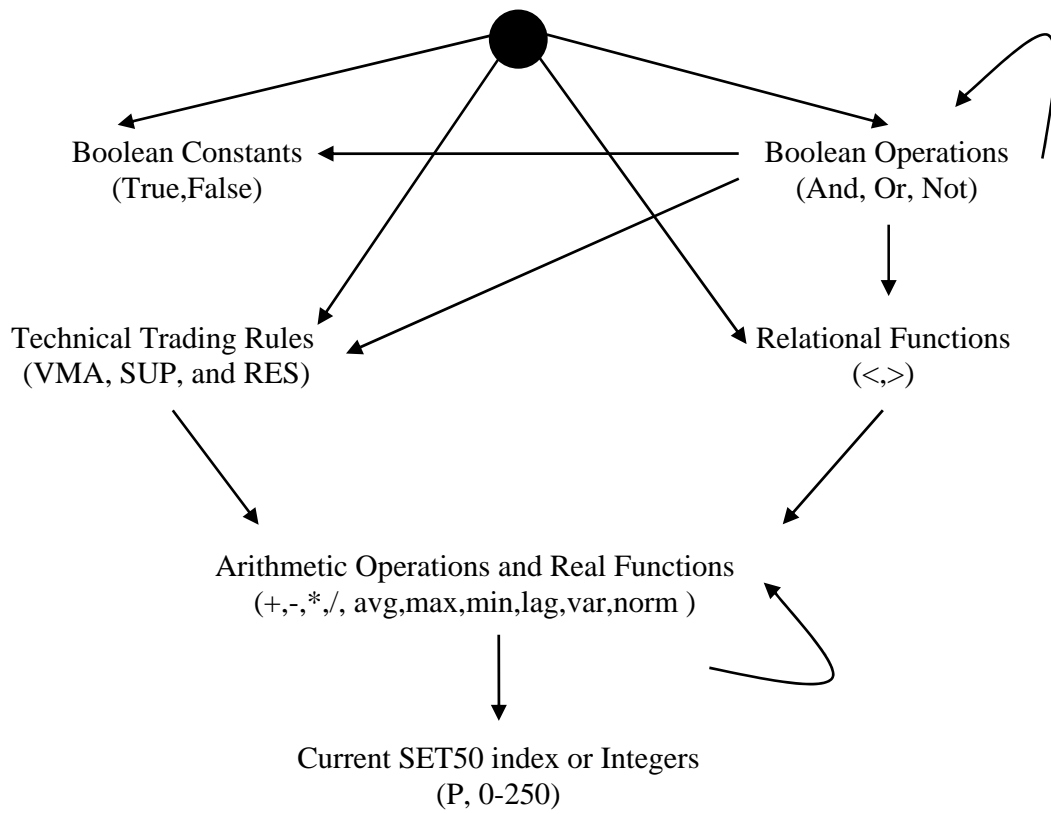 Boolean Constants
(True,False)
Boolean Operations
(And, Or, Not)
Technical Trading Rules
(VMA, SUP, and RES)
Relational Functions
(<,>)
Arithmetic Operations and Real Functions
(+,-,*,/, avg,max,min,lag,var,norm )
Current SET50 index or Integers
(P, 0-250)